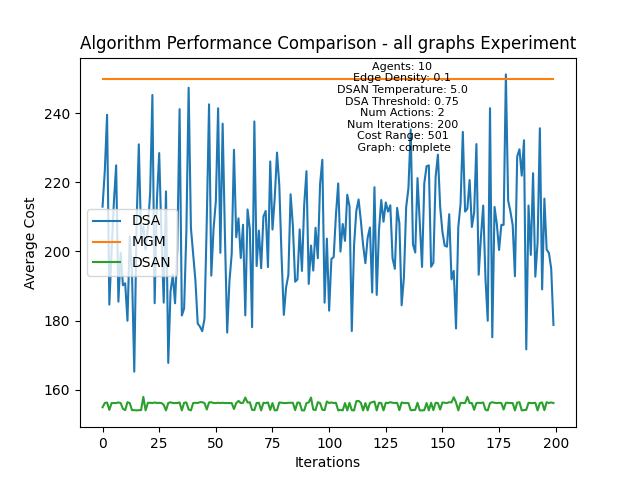 Algorithm Performance Comparison - all graphs Experiment
Agents: 10
Edge Density: 0.1
DSAN Temperature: 5.0
DSA Threshold: 0.75
Num Actions: 2
Num Iterations: 200
Cost Range: 501
Graph: complete
240
220
200
180
160
Average Cost
DSA
MGM
DSAN
0
25
50
75
100
125
150
175
200
Iterations